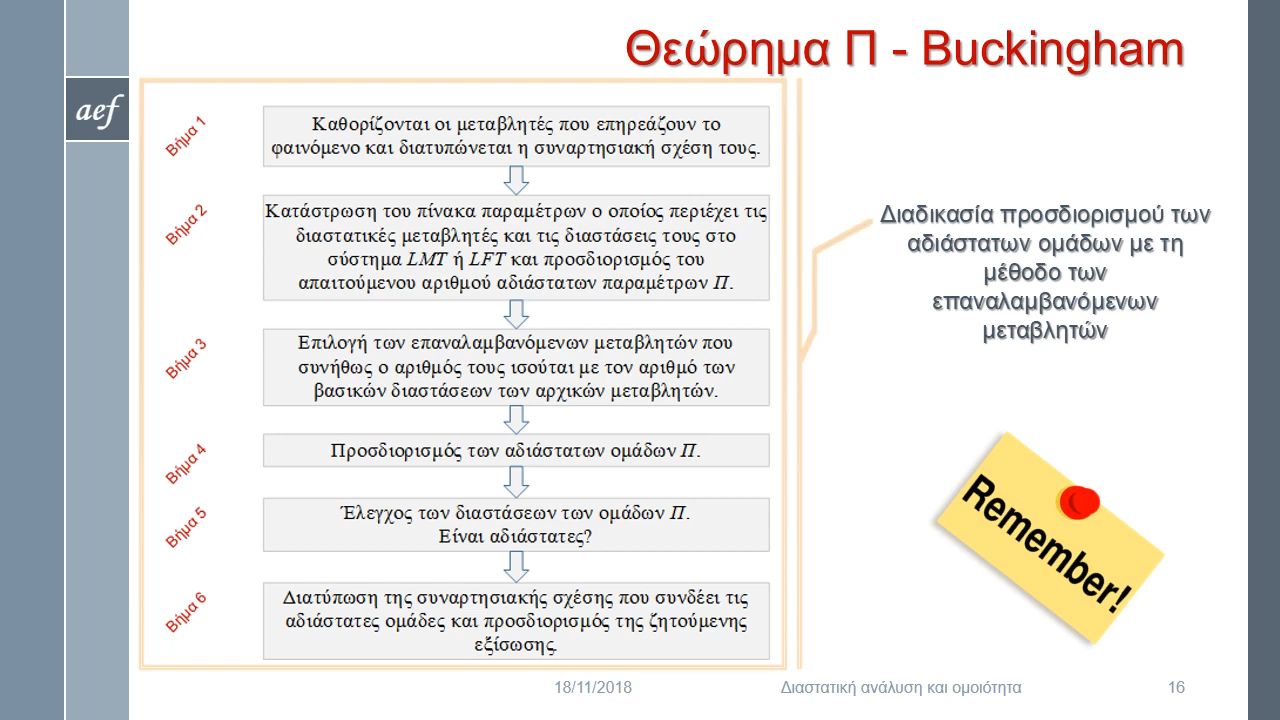 Θεώρημα Π - Buckingham
aef
Βήμα 1
Καθορίζονται οι μεταβλητές που επηρεάζουν το
φαινόμενο και διατυπώνεται η συναρτησιακή σχέση τους.
Βήμα 2
Κατάστρωση του πίνακα παραμέτρων ο οποίος περιέχει τις
διαστατικές μεταβλητές και τις διαστάσεις τους στο
σύστημα LMT ή LFT και προσδιορισμός του
απαιτούμενου αριθμού αδιάστατων παραμέτρων Π.
Βήμα 3
Επιλογή των επαναλαμβανόμενων μεταβλητών που
συνήθως ο αριθμός τους ισούται με τον αριθμό των
βασικών διαστάσεων των αρχικών μεταβλητών.
Βήμα 4
Προσδιορισμός των αδιάστατων ομάδων Π.
Βήμα 5
Έλεγχος των διαστάσεων των ομάδων Π.
Είναι αδιάστατες?
Βήμα 6
Διατύπωση της συναρτησιακής σχέσης που συνδέει τις
αδιάστατες ομάδες και προσδιορισμός της ζητούμενης
εξίσωσης.
Διαδικασία προσδιορισμού των
αδιάστατων ομάδων με τη
μέθοδο των
επαναλαμβανόμενων
μεταβλητών
Remember!
18/11/2018
Διαστατική ανάλυση και ομοιότητα
16